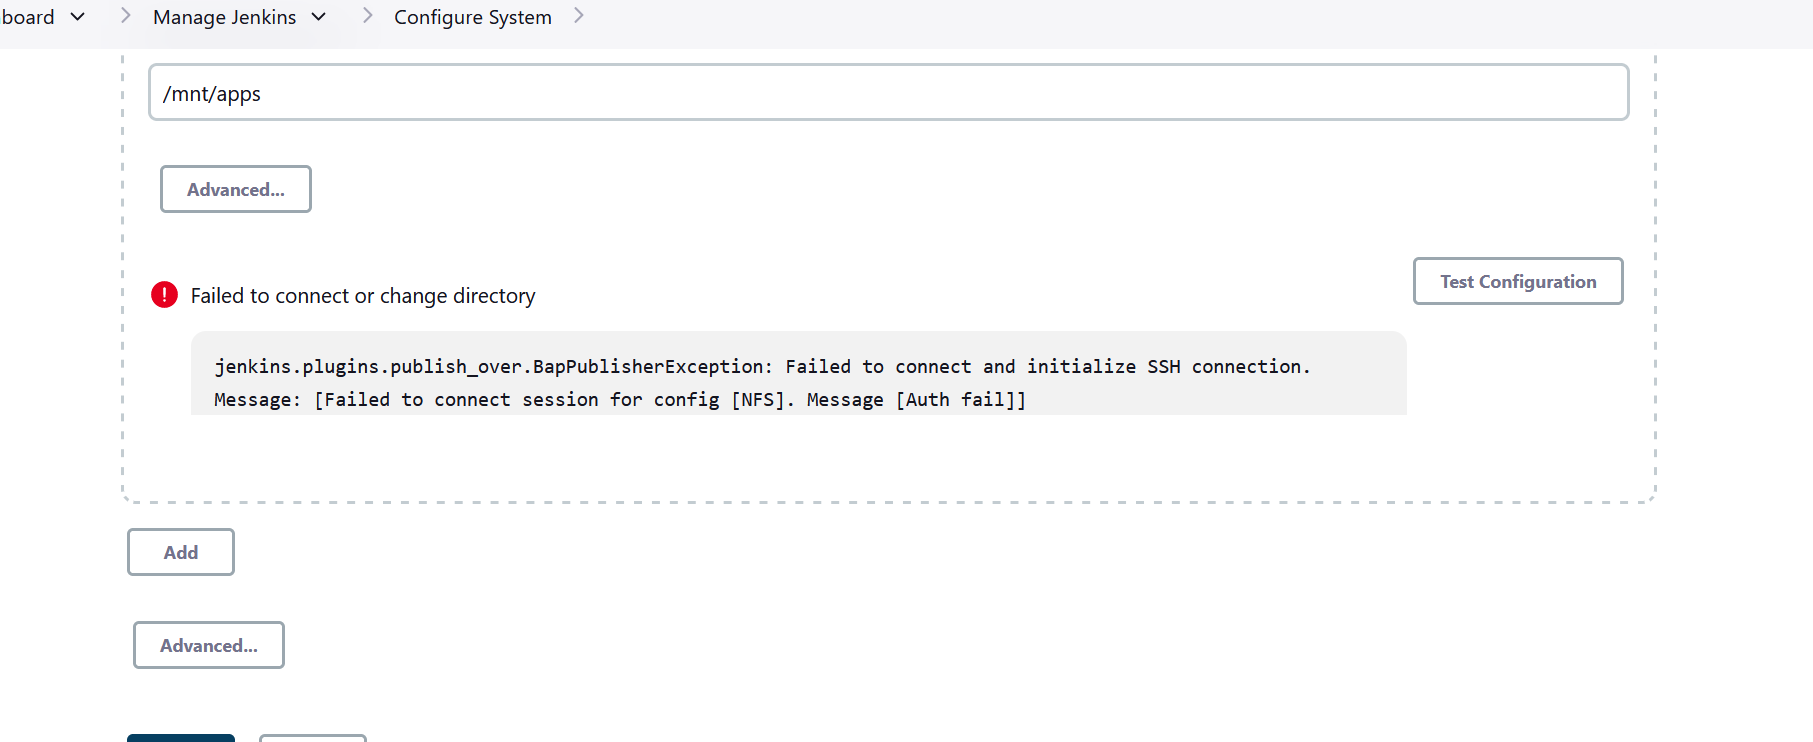 Manage Jenkins
Configure System
/mnt/apps
Advanced...
Test Configuration
Failed to connect or change directory
jenkins.plugins.publish_over.BapPublisherException: Failed to connect and initialize SSH connection.
Message: [Failed to connect session for config [NFS]. Message [Auth fail]]
Add
Advanced...